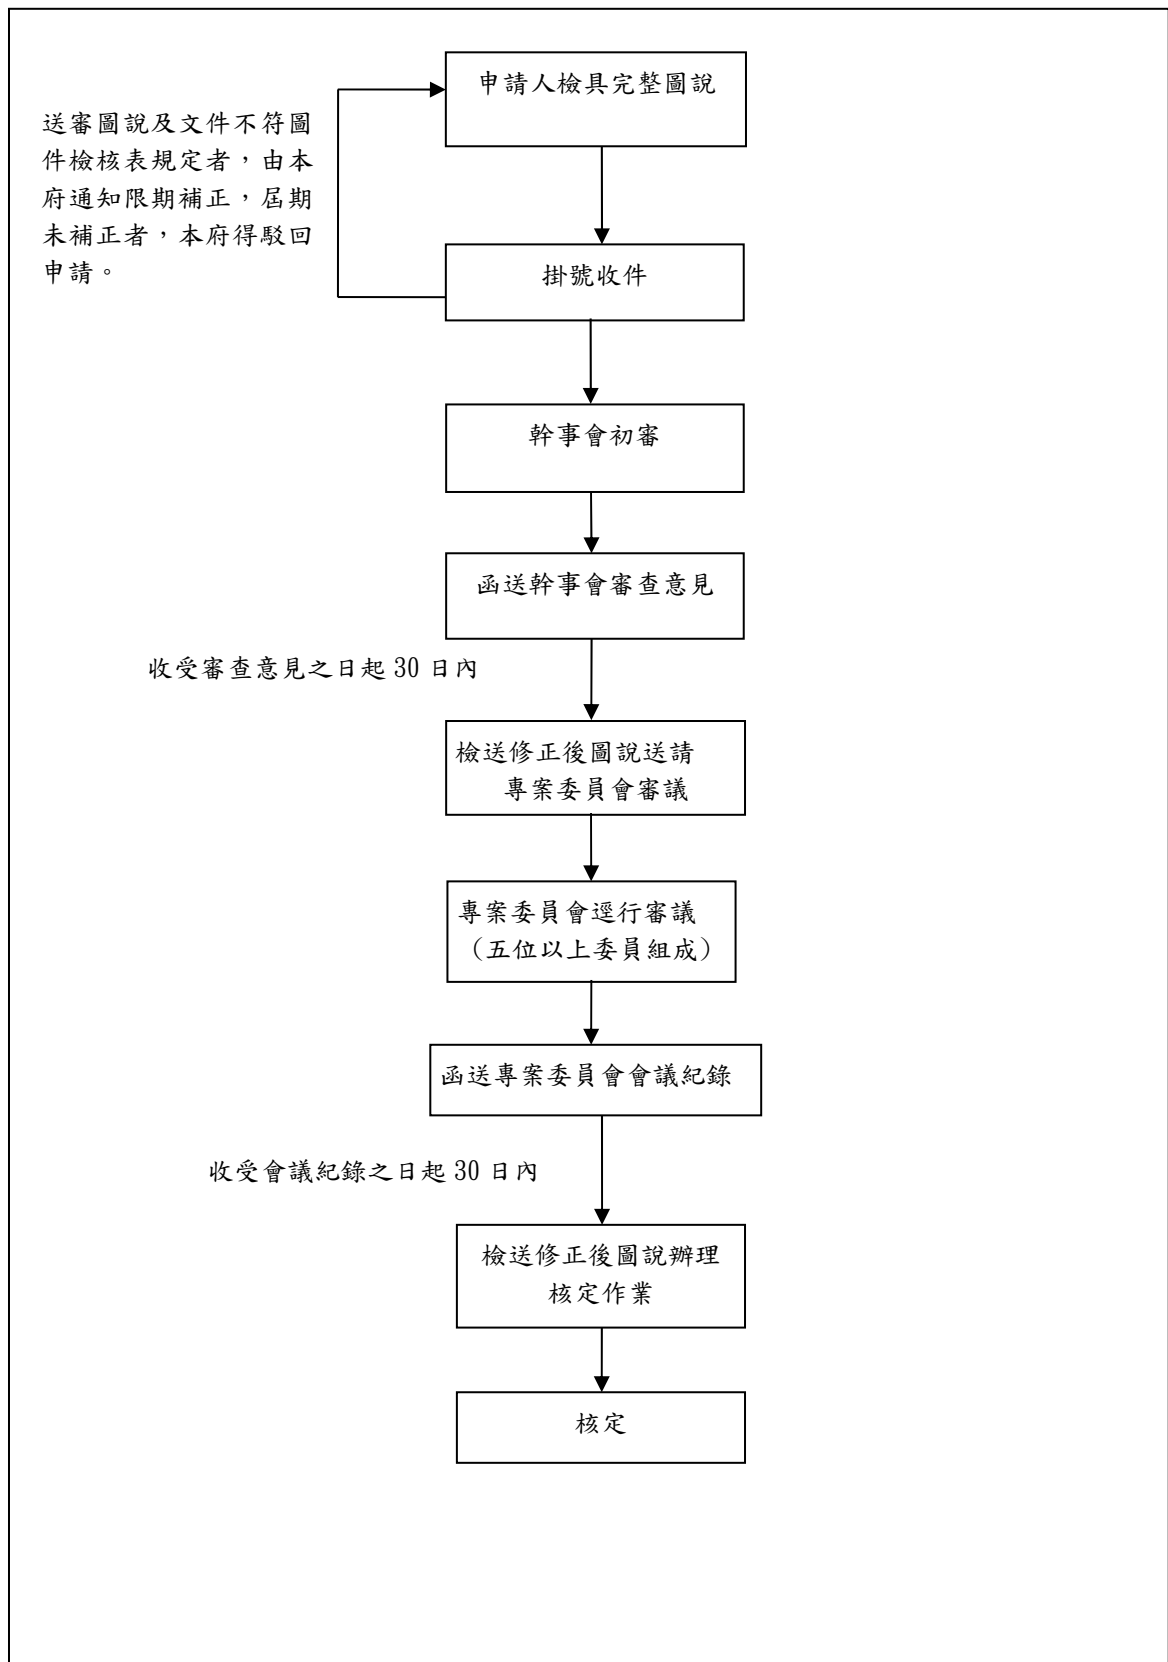 申請人檢具完整圖說
送審圖說及文件不符圖
件檢核表規定者，由本
府通知限期補正，屆期
未補正者，本府得駁回
申請。
掛號收件
幹事會初審
函送幹事會審查意見
收受審查意見之日起 30 日內
檢送修正後圖說送請
專案委員會審議
專案委員會逕行審議
（五位以上委員組成）
函送專案委員會會議紀錄
收受會議紀錄之日起 30 日內
檢送修正後圖說辦理
核定作業
核定